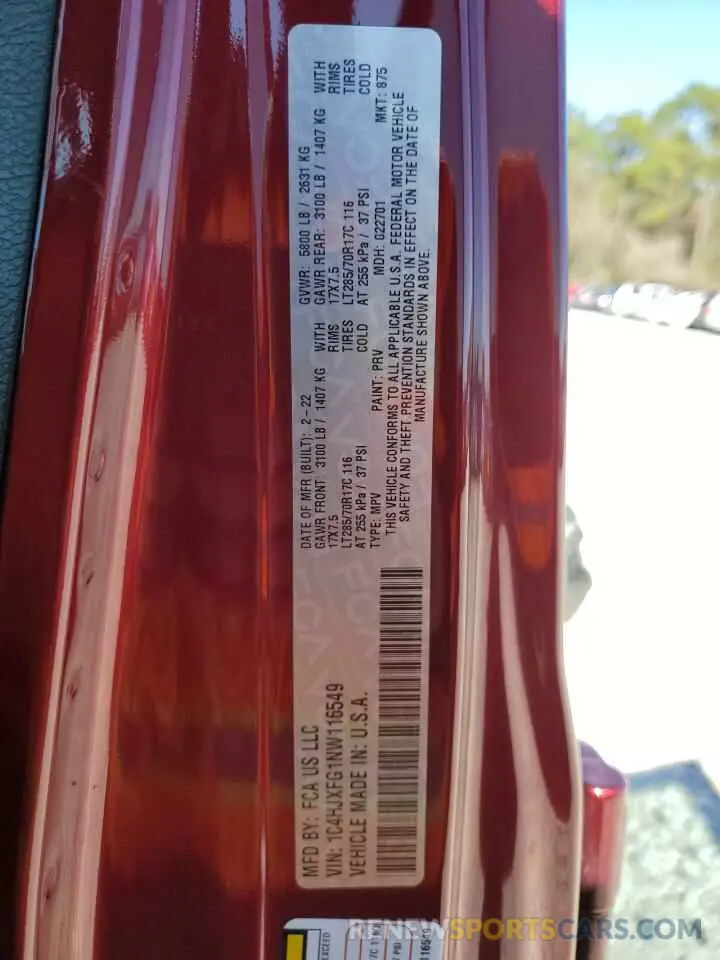 MFD BY: FCA US LLC
VIN: 1C4HJXFG1NW116549
VEHICLE MADE IN: U.S.A.
DATE OF MFR (BUILT): 2-22
GVWR: 5800 LB / 2631 KG
GAWR FRONT: 3100 LB / 1407 KG WITH
GAWR REAR: 3100 LB / 1407 KG WITH
17X7.5 RIMS
17X7.5 RIMS
LT285/70R17C 116 TIRES
LT285/70R17C 116 TIRES
AT 255 kPa / 37 PSI COLD
AT 255 kPa / 37 PSI COLD
TYPE: MPV PAINT: PRV MDH: 022701 MKT: 875
THIS VEHICLE CONFORMS TO ALL APPLICABLE U.S.A. FEDERAL MOTOR VEHICLE
SAFETY AND THEFT PREVENTION STANDARDS IN EFFECT ON THE DATE OF
MANUFACTURE SHOWN ABOVE.
EXCEED
PSI
116549
RENEWSPROVIDER.COM